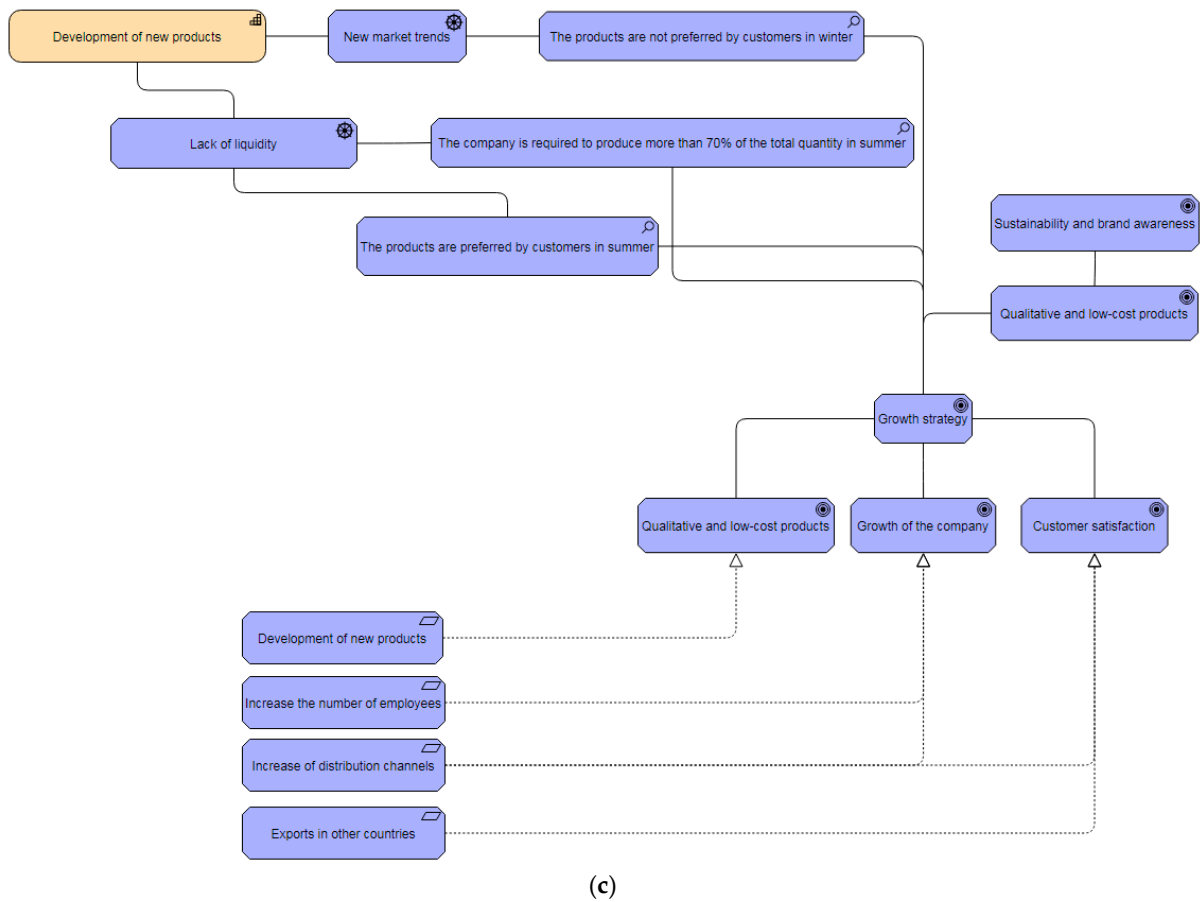 Development of new products
New market trends
The products are not preferred by customers in winter
Lack of liquidity
The company is required to produce more than 70% of the total quantity in summer
Sustainability and brand awareness
The products are preferred by customers in summer
Qualitative and low-cost products
Growth strategy
Qualitative and low-cost products
Growth of the company
Customer satisfaction
Development of new products
Increase the number of employees
Increase of distribution channels
Exports in other countries
(c)